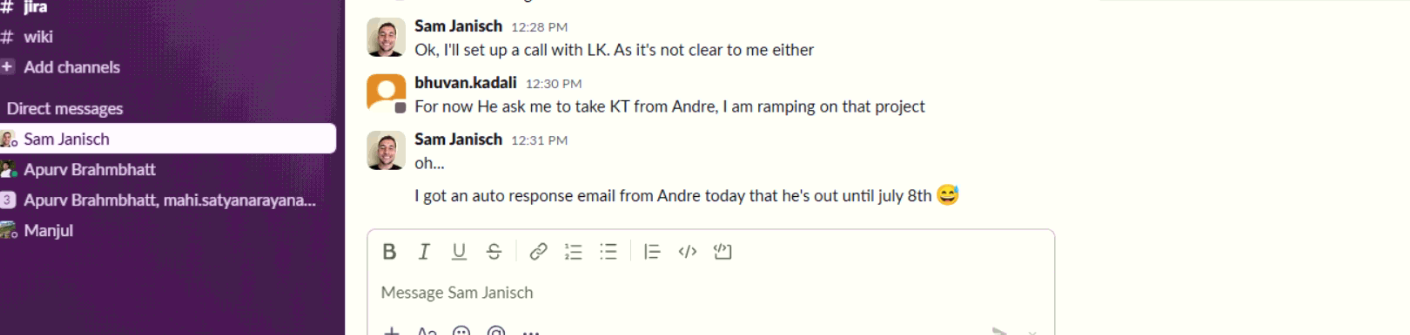 # jira
# wiki
+ Add channels
Direct messages
Sam Janisch
Apurv Brahmbhatt
3 Apurv Brahmbhatt, mahi.satyanarayana...
Manjul
Sam Janisch 12:28 PM
Ok, I'll set up a call with LK. As it's not clear to me either
bhuvan.kadali 12:30 PM
For now He ask me to take KT from Andre, I am ramping on that project
Sam Janisch 12:31 PM
oh...
I got an auto response email from Andre today that he's out until july 8th 😅
B I U S
Message Sam Janisch
+ Aa @ ...